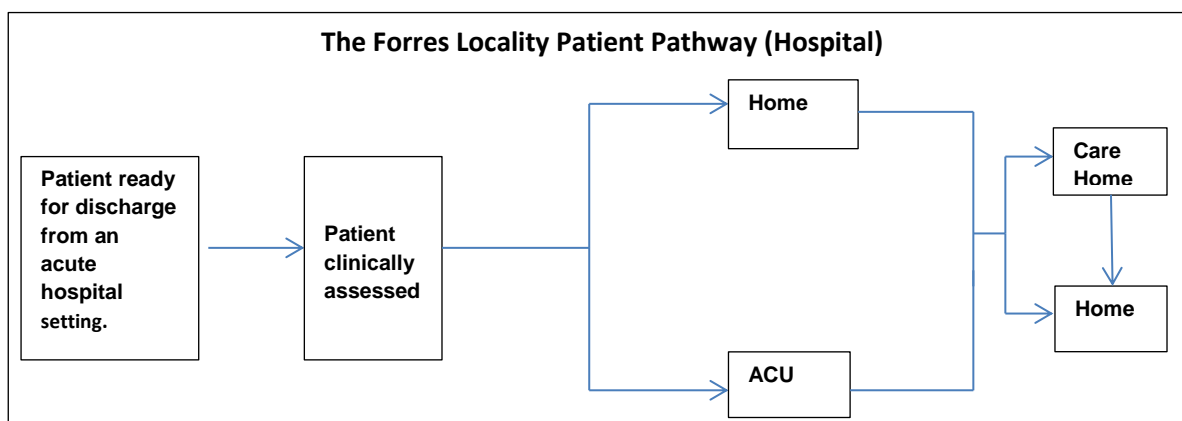 The Forres Locality Patient Pathway (Hospital)
Patient ready
for discharge
from an
acute
hospital
setting.
Patient
clinically
assessed
Home
ACU
Care
Home
Home